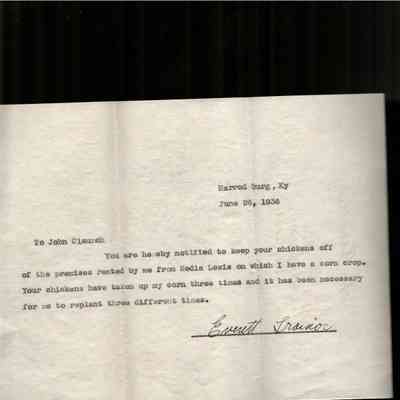 Harrod Burg, Ky
June 26, 1936
To John Claunch
You are hereby notified to keep your chickens off
of the premises rented by me from Hedie Lewis on which I have a corn crop.
Your chickens have taken up my corn three times and it has been necessary
for me to replant three different times.
Everett Trainor